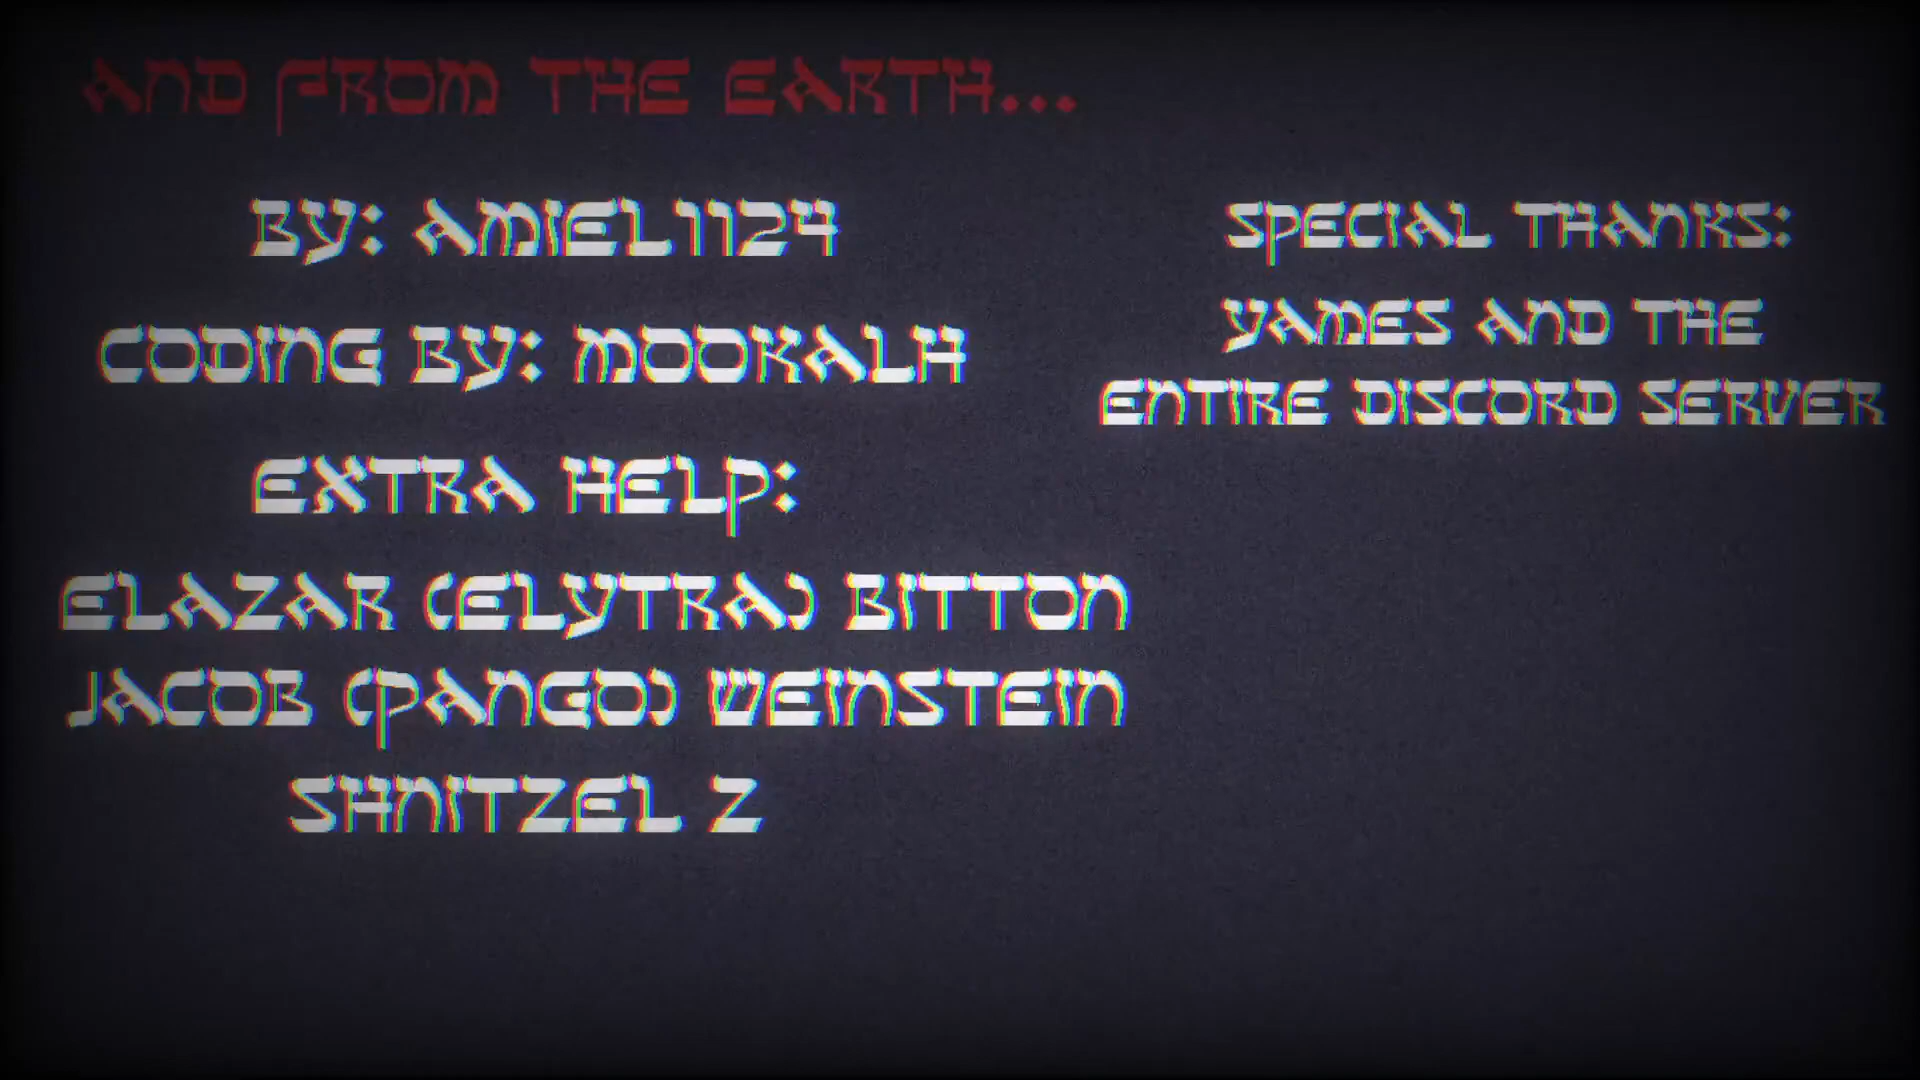 AND FROM THE EARTH...
BY: AMIEL1124
CODING BY: MOOKALH
EXTRA HELP:
ELAZAR (ELYTRA) BITTON
JACOB (PANGO) WEINSTEIN
SHNITZEL Z
SPECIAL THANKS:
YAMES AND THE
ENTIRE DISCORD SERVER